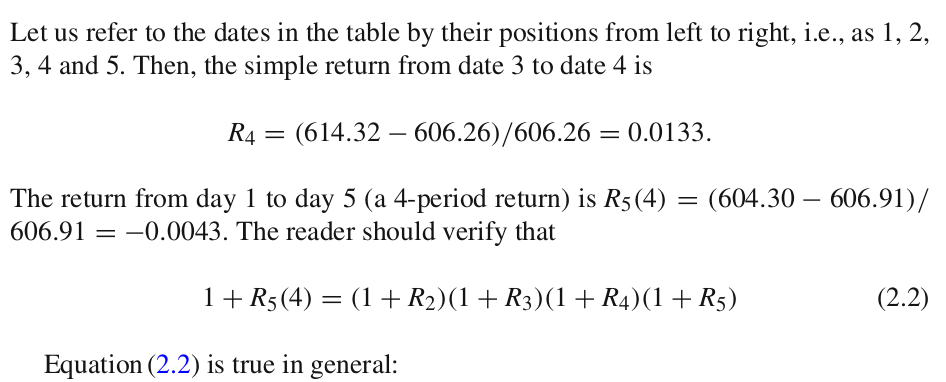 Let us refer to the dates in the table by their positions from left to right, i.e., as 1, 2,
3, 4 and 5. Then, the simple return from date 3 to date 4 is
R₄ = (614.32 − 606.26)/606.26 = 0.0133.
The return from day 1 to day 5 (a 4-period return) is R₅(4) = (604.30 − 606.91)/
606.91 = −0.0043. The reader should verify that
1 + R₅(4) = (1 + R₂)(1 + R₃)(1 + R₄)(1 + R₅) (2.2)
Equation (2.2) is true in general: